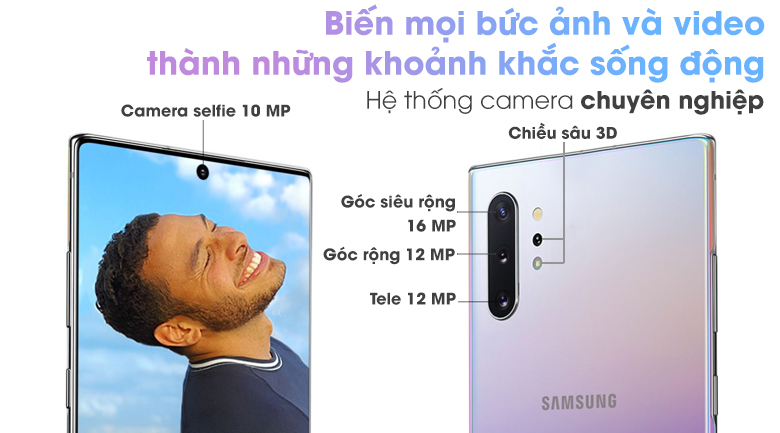 Biến mọi bức ảnh và video
thành những khoảnh khắc sống động
Hệ thống camera chuyên nghiệp
Camera selfie 10 MP
Chiều sâu 3D
Góc siêu rộng
16 MP
Góc rộng 12 MP
Tele 12 MP
SAMSUNG